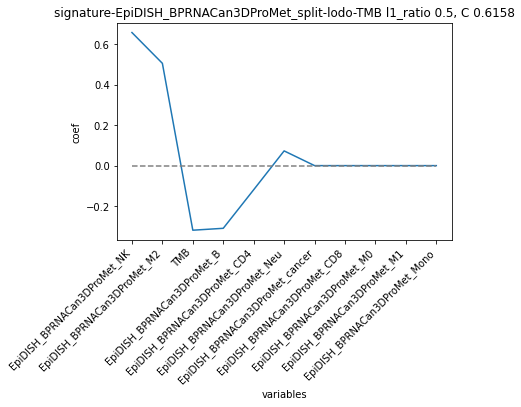 signature-EpiDISH_BPRNACan3DProMet_split-lodo-TMB l1_ratio 0.5, C 0.6158
0.6
0.4
0.2
0.0
−0.2
coef
EpiDISH_BPRNACan3DProMet_NK
EpiDISH_BPRNACan3DProMet_M2
TMB
EpiDISH_BPRNACan3DProMet_B
EpiDISH_BPRNACan3DProMet_CD4
EpiDISH_BPRNACan3DProMet_Neu
EpiDISH_BPRNACan3DProMet_cancer
EpiDISH_BPRNACan3DProMet_CD8
EpiDISH_BPRNACan3DProMet_M0
EpiDISH_BPRNACan3DProMet_M1
EpiDISH_BPRNACan3DProMet_Mono
variables